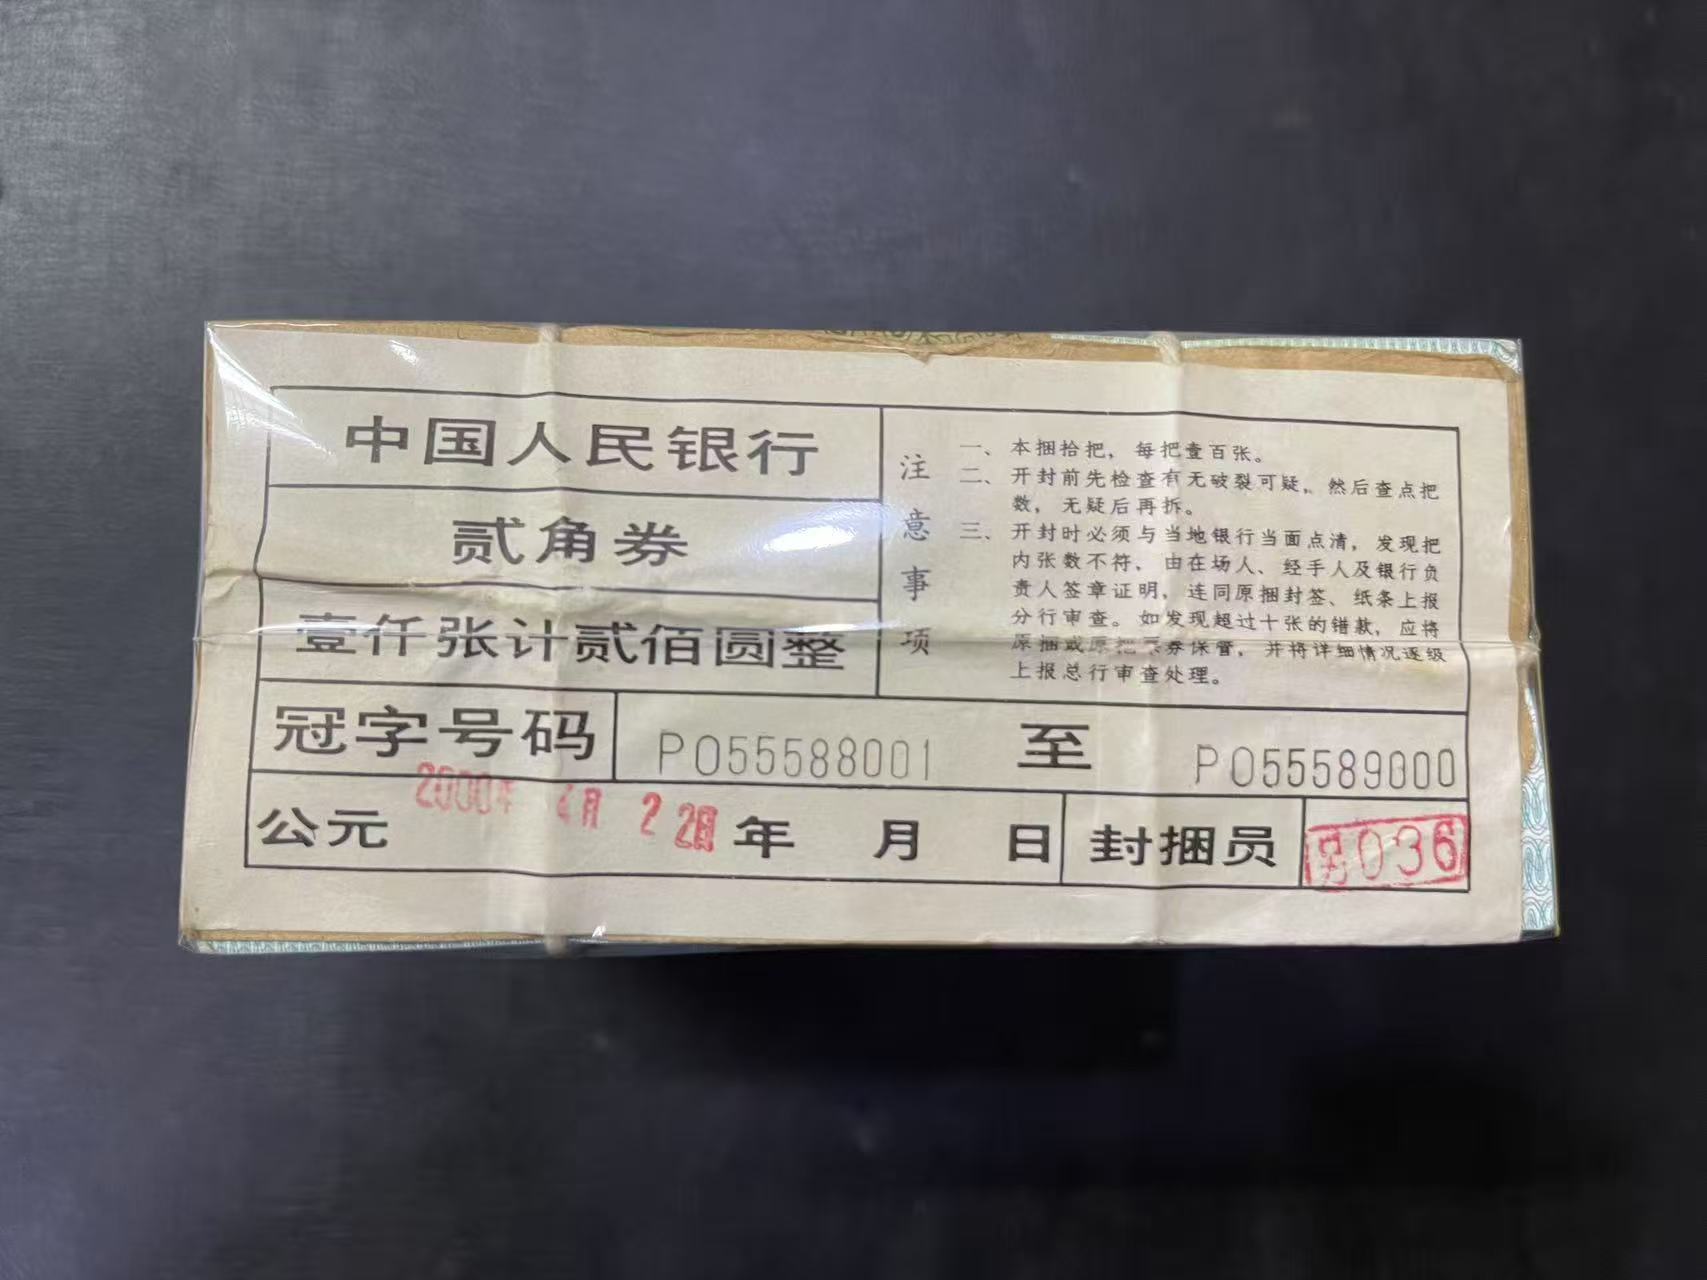 中国人民银行
贰角券
壹仟张计贰佰圆整
注意事项
一、本捆拾把，每把壹百张。
二、开封前先检查有无破裂可疑，然后查点把
数，无疑后再拆。
三、开封时必须与当地银行当面点清，发现把
内张数不符，由在场人、经手人及银行负
责人签章证明，连同原捆封签、纸条上报
分行审查。如发现超过十张的错款，应将
原捆或原把票券保管，并将详细情况逐级
上报总行审查处理。
冠字号码 PO55588001 至 PO55589000
2000年 4月 22日
公元 年 月 日 封捆员 036